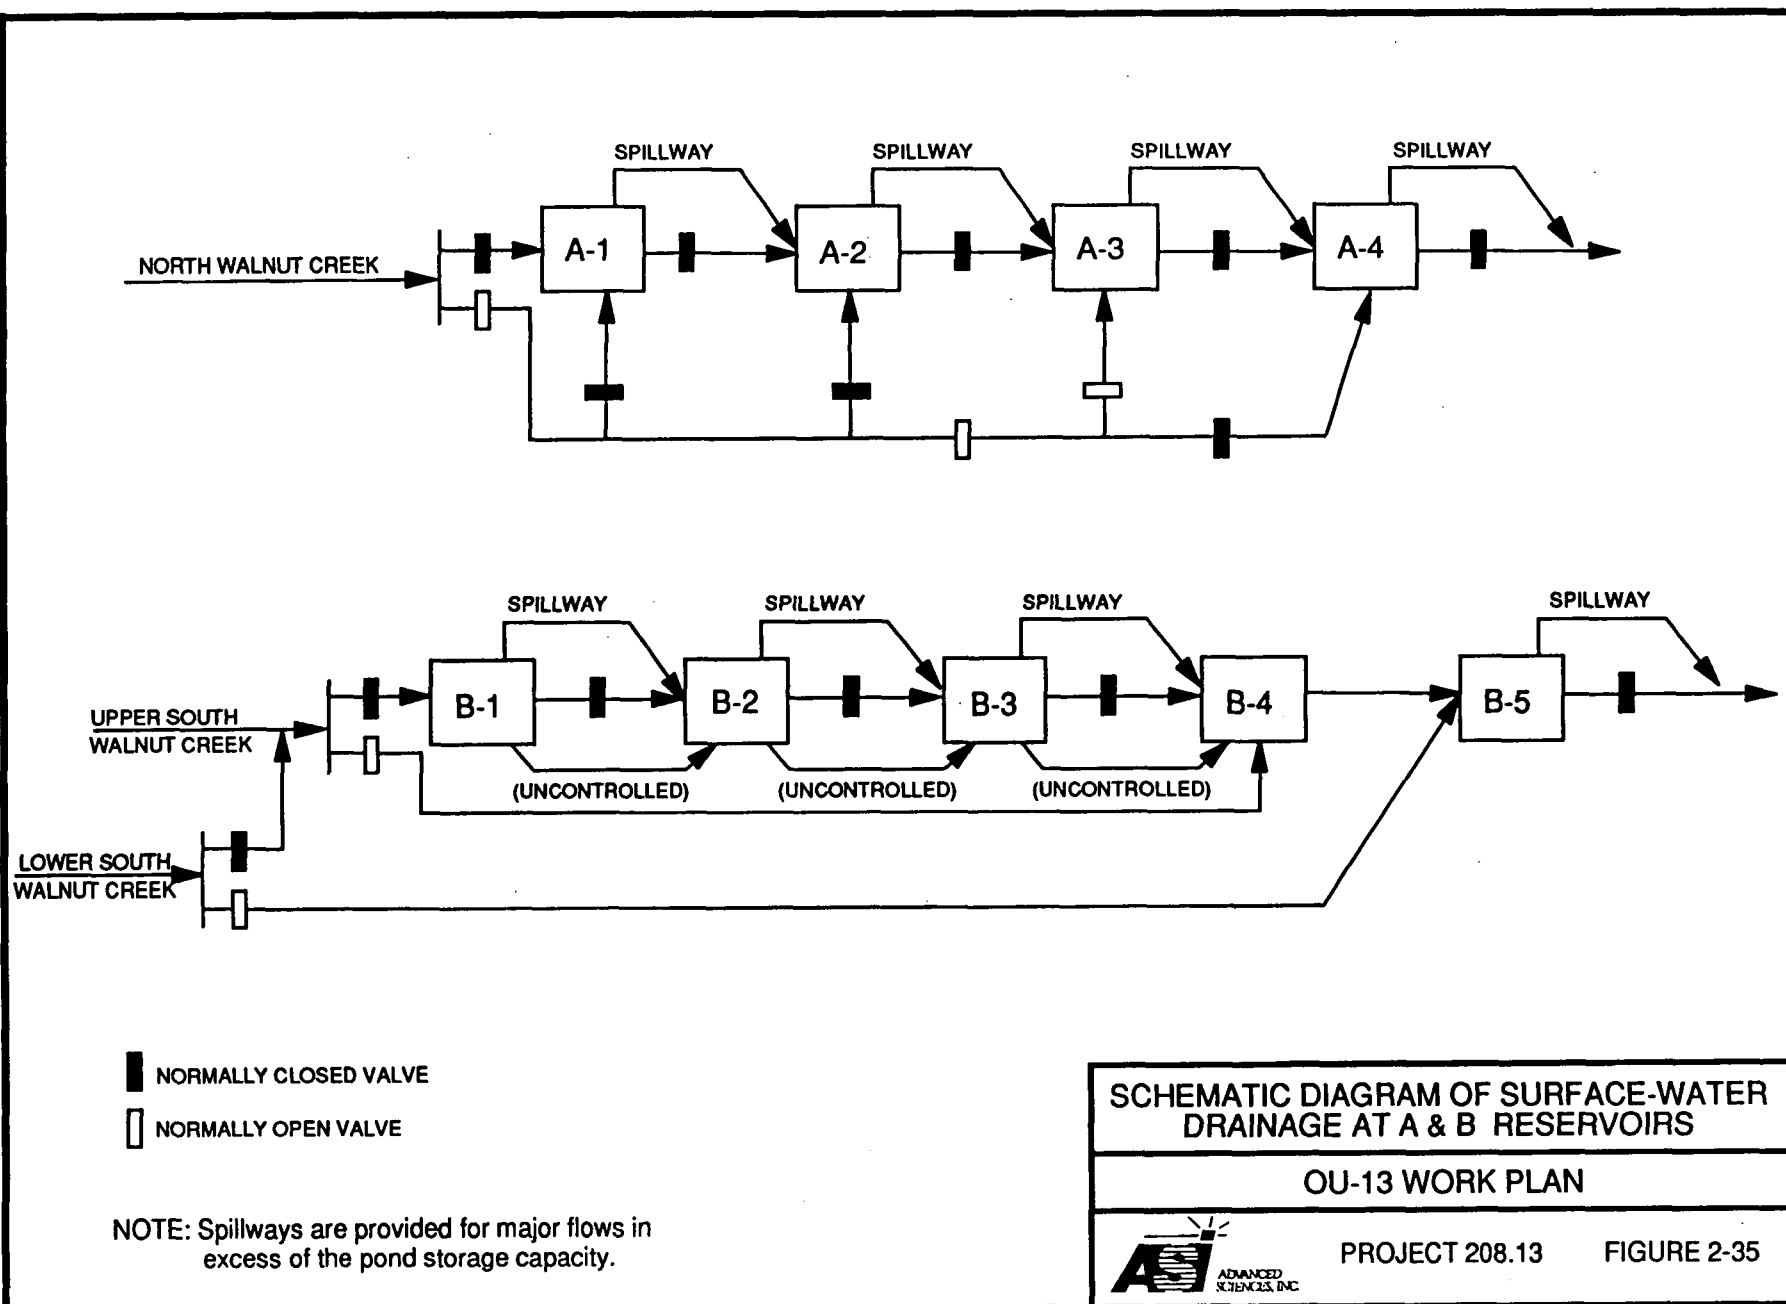 SPILLWAY SPILLWAY SPILLWAY SPILLWAY
NORTH WALNUT CREEK
A-1 A-2 A-3 A-4
SPILLWAY SPILLWAY SPILLWAY SPILLWAY
UPPER SOUTH
WALNUT CREEK
B-1 B-2 B-3 B-4 B-5
(UNCONTROLLED) (UNCONTROLLED) (UNCONTROLLED)
LOWER SOUTH
WALNUT CREEK
NORMALLY CLOSED VALVE
NORMALLY OPEN VALVE
NOTE: Spillways are provided for major flows in
excess of the pond storage capacity.
SCHEMATIC DIAGRAM OF SURFACE-WATER
DRAINAGE AT A & B RESERVOIRS
OU-13 WORK PLAN
ASI
ADVANCED
SCIENCES, INC.
PROJECT 208.13 FIGURE 2-35